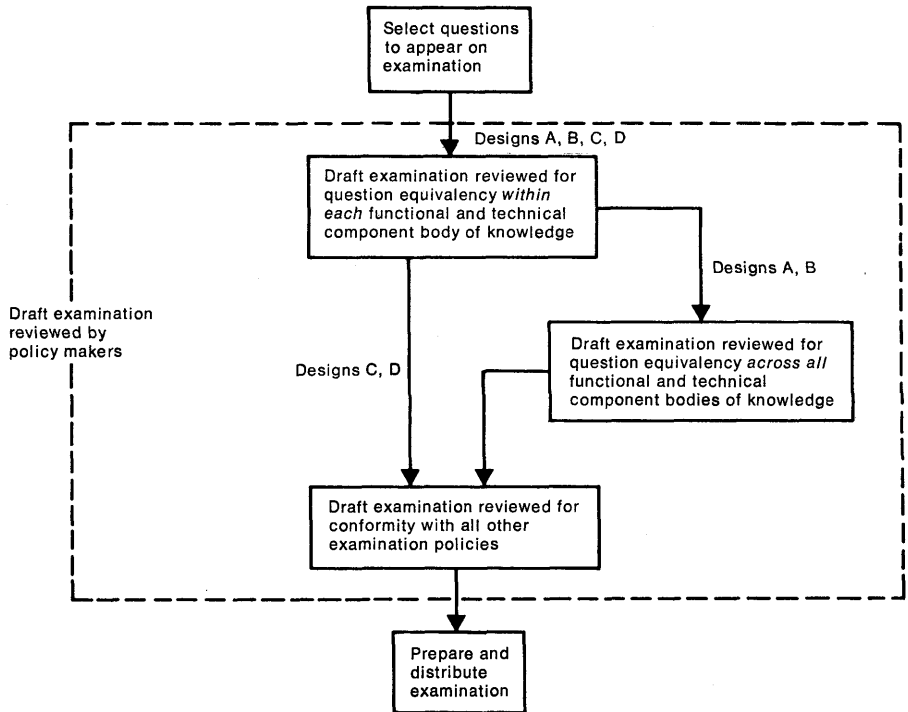 Select questions
to appear on
examination
Designs A, B, C, D
Draft examination reviewed for
question equivalency within
each functional and technical
component body of knowledge
Designs A, B
Draft examination
reviewed by
policy makers
Draft examination reviewed for
question equivalency across all
functional and technical
component bodies of knowledge
Designs C, D
Draft examination reviewed for
conformity with all other
examination policies
Prepare and
distribute
examination